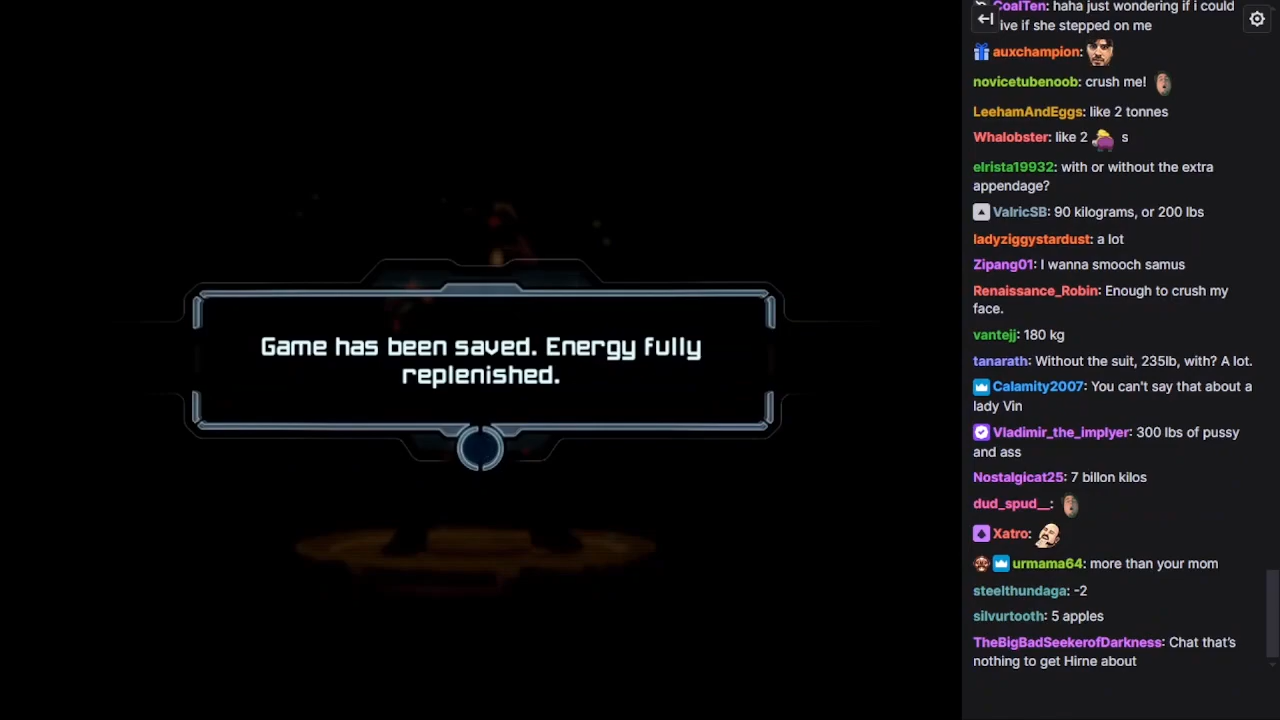 Game has been saved. Energy fully
replenished.
CoalTen: haha just wondering if i could
ive if she stepped on me
auxchampion:
novicetubenoob: crush me!
LeehamAndEggs: like 2 tonnes
Whalobster: like 2 s
elrista19932: with or without the extra
appendage?
ValricSB: 90 kilograms, or 200 lbs
ladyziggystardust: a lot
Zipang01: I wanna smooch samus
Renaissance_Robin: Enough to crush my
face.
vantejj: 180 kg
tanarath: Without the suit, 235lb, with? A lot.
Calamity2007: You can't say that about a
lady Vin
Vladimir_the_implyer: 300 lbs of pussy
and ass
Nostalgicat25: 7 billon kilos
dud_spud__:
Xatro:
urmama64: more than your mom
steelthundaga: -2
silvurtooth: 5 apples
TheBigBadSeekerofDarkness: Chat that's
nothing to get Hirne about